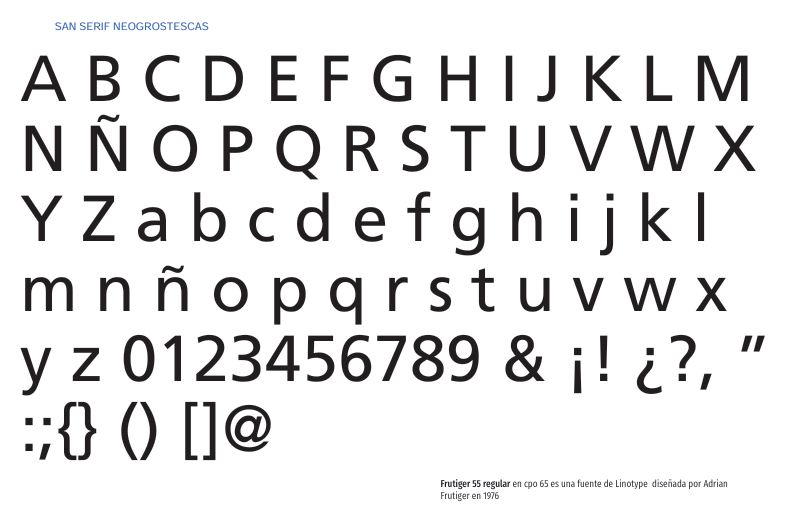 SAN SERIF NEOGROSTESCAS
A B C D E F G H I J K L M
N Ñ O P Q R S T U V W X
Y Z a b c d e f g h i j k l
m n ñ o p q r s t u v w x
y z 0123456789 & ¡! ¿?, ”
:;{} () []@
Frutiger 55 regular en cpo 65 es una fuente de Linotype diseñada por Adrian
Frutiger en 1976